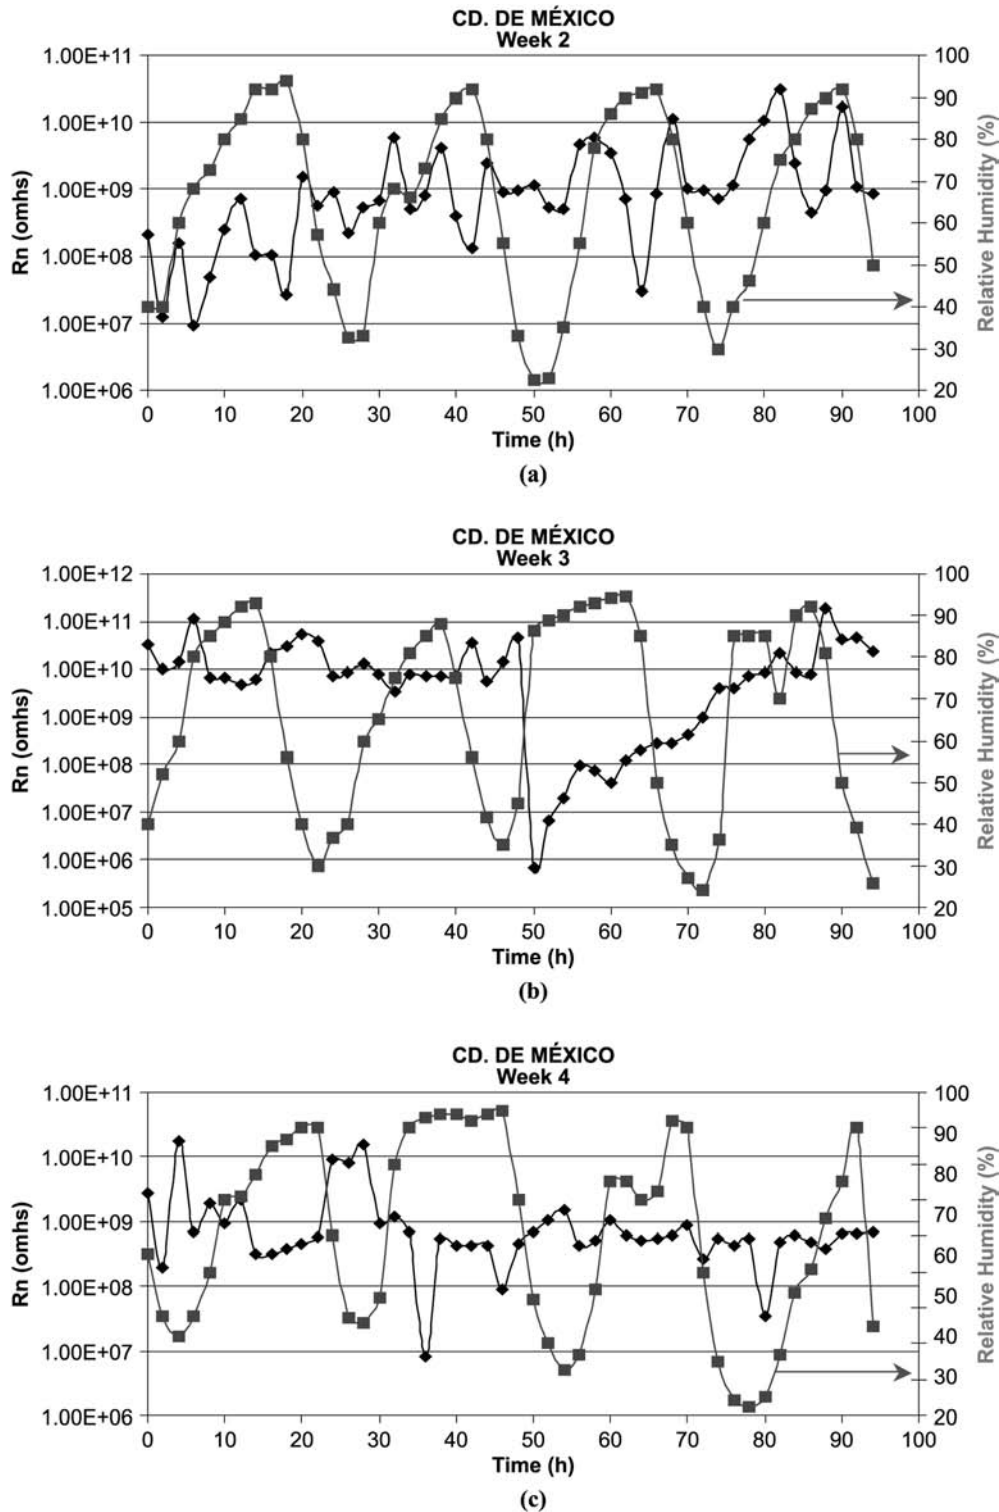 CD. DE MÉXICO
Week 2
1.00E+11
1.00E+10
1.00E+09
1.00E+08
1.00E+07
1.00E+06
Rn (omhs)
100
90
80
70
60
50
40
30
20
Relative Humidity (%)
0 10 20 30 40 50 60 70 80 90 100
Time (h)
(a)
CD. DE MÉXICO
Week 3
1.00E+12
1.00E+11
1.00E+10
1.00E+09
1.00E+08
1.00E+07
1.00E+06
1.00E+05
Rn (omhs)
100
90
80
70
60
50
40
30
20
Relative Humidity (%)
0 10 20 30 40 50 60 70 80 90 100
Time (h)
(b)
CD. DE MÉXICO
Week 4
1.00E+11
1.00E+10
1.00E+09
1.00E+08
1.00E+07
1.00E+06
Rn (omhs)
100
90
80
70
60
50
40
30
20
Relative Humidity (%)
0 10 20 30 40 50 60 70 80 90 100
Time (h)
(c)